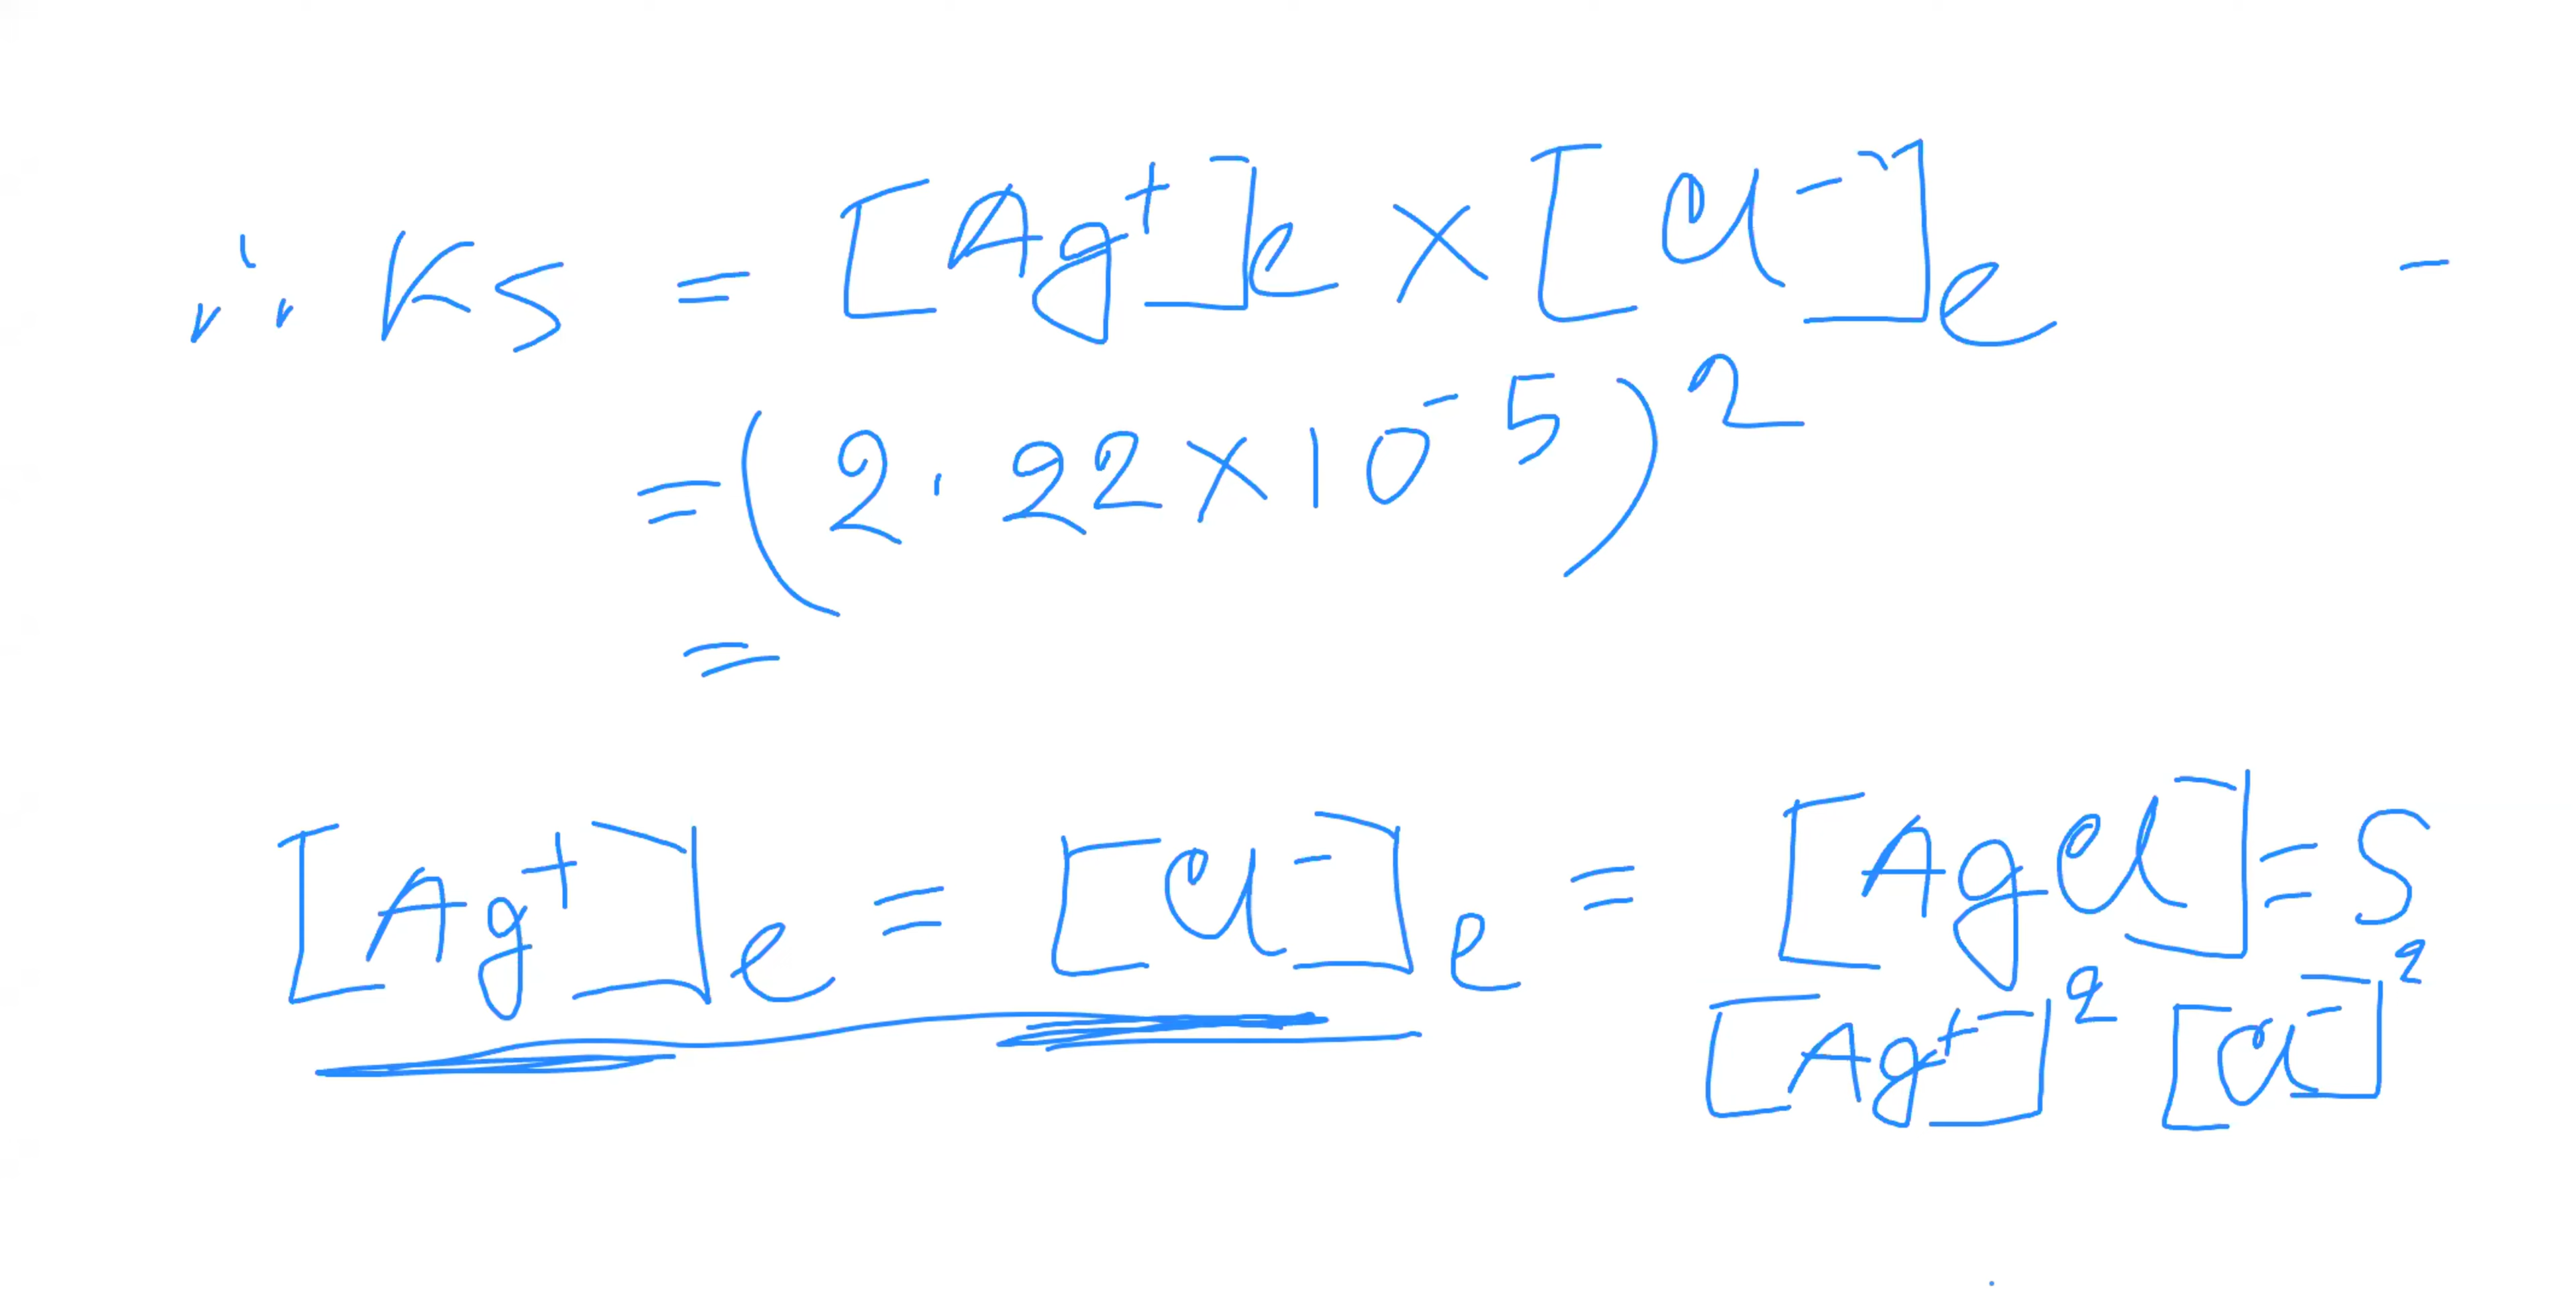 ∴ Ks = [Ag⁺]e × [Cl⁻]e -
= (2.22 × 10⁻⁵)²
=
[Ag⁺]e = [Cl⁻]e = [AgCl] = S
[Ag⁺]² [Cl⁻]²